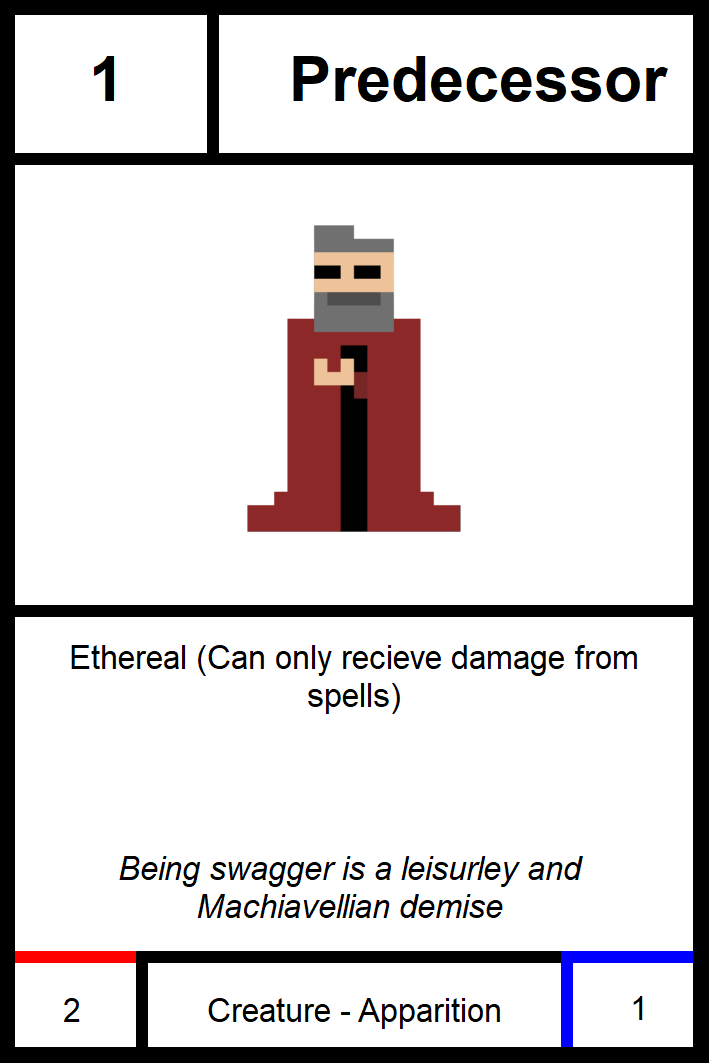 1
Predecessor
Ethereal (Can only recieve damage from
spells)
Being swagger is a leisurley and
Machiavellian demise
2
Creature - Apparition
1